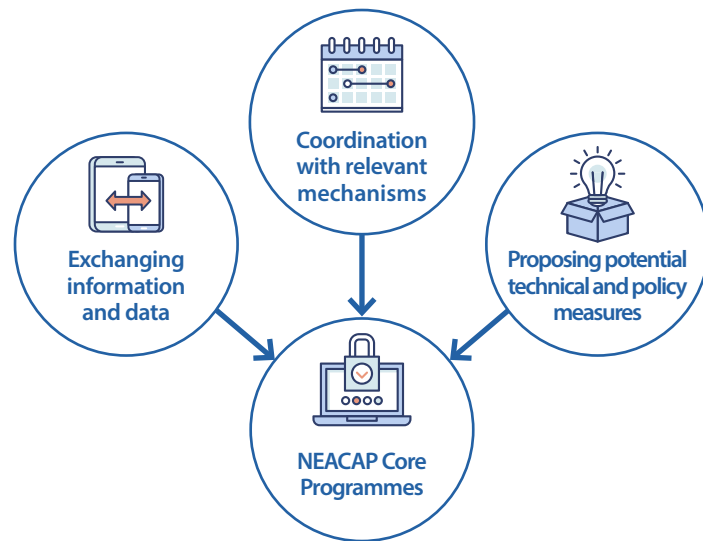 Coordination
with relevant
mechanisms
Exchanging
information
and data
Proposing potential
technical and policy
measures
NEACAP Core
Programmes